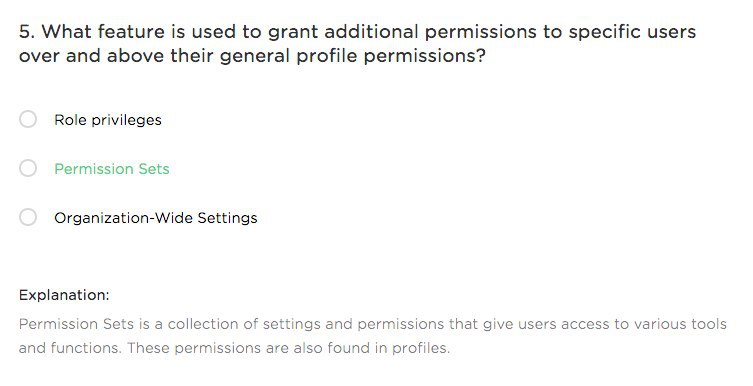 5. What feature is used to grant additional permissions to specific users
over and above their general profile permissions?
Role privileges
Permission Sets
Organization-Wide Settings
Explanation:
Permission Sets is a collection of settings and permissions that give users access to various tools
and functions. These permissions are also found in profiles.